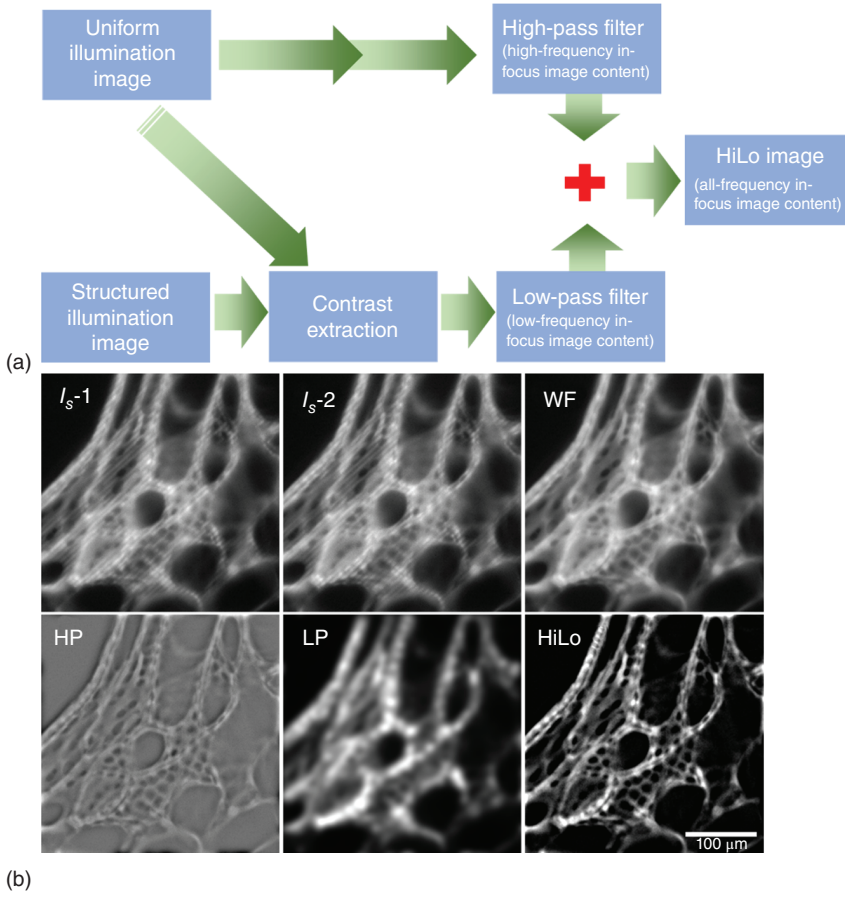 Uniform
illumination
image
High-pass filter
(high-frequency in-
focus image content)
HiLo image
(all-frequency in-
focus image content)
Structured
illumination
image
Contrast
extraction
Low-pass filter
(low-frequency in-
focus image content)
(a)
Is-1
Is-2
WF
HP
LP
HiLo
100 μm
(b)